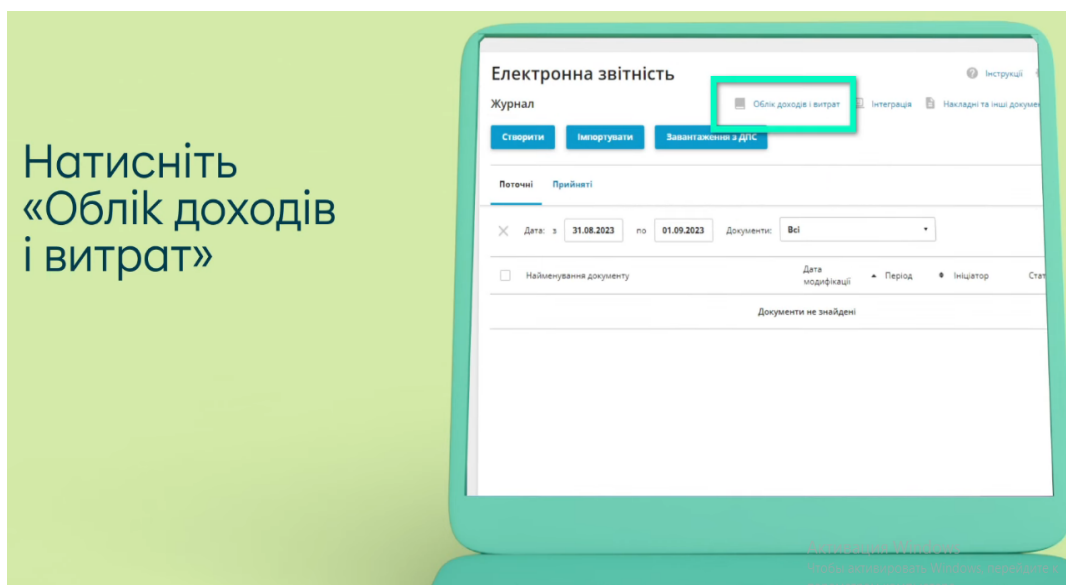 Натисніть
«Облік доходів
і витрат»
Електронна звітність
Інструкції
Журнал
Облік доходів і витрат
Інтеграція
Накладні та інші
Створити
Імпортувати
Завантаження з ДПС
Поточні
Прийняті
Дата: з 31.08.2023 по 01.09.2023 Документи: Всі
Найменування документу
Дата
модифікації
Період
Ініціатор
Документи не знайдені